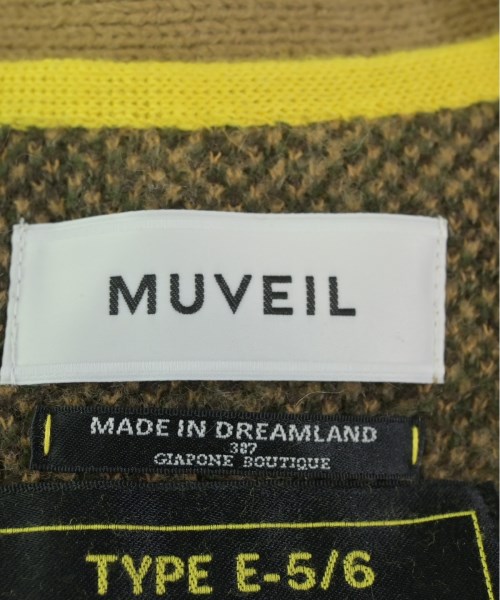 MUVEIL
MADE IN DREAMLAND
387
GIAPONE BOUTIQUE
TYPE E-5/6